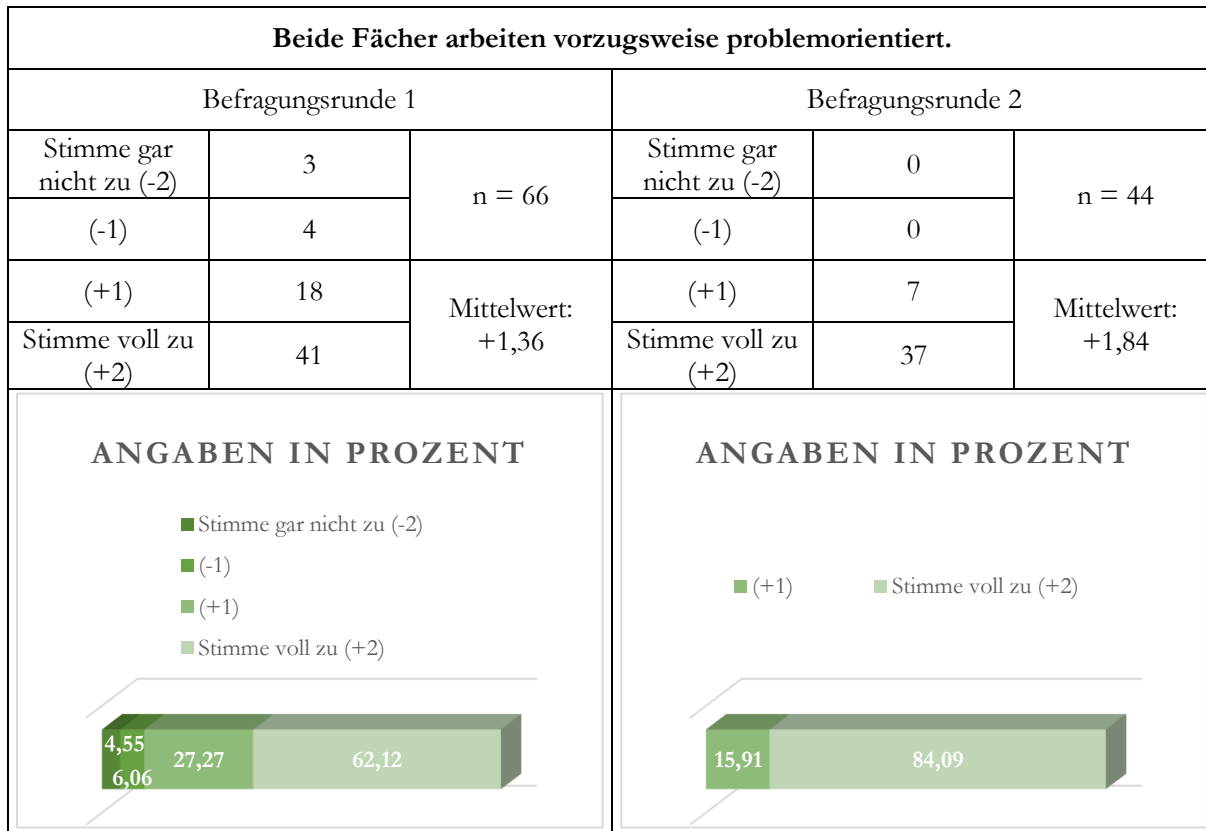 Beide Fächer arbeiten vorzugsweise problemorientiert.
Befragungsrunde 1
Befragungsrunde 2
Stimme gar
nicht zu (-2)
3
n = 66
(-1)
4
(+1)
18
Mittelwert:
+1,36
Stimme voll zu
(+2)
41
Stimme gar
nicht zu (-2)
0
n = 44
(-1)
0
(+1)
7
Mittelwert:
+1,84
Stimme voll zu
(+2)
37
ANGABEN IN PROZENT
Stimme gar nicht zu (-2)
(-1)
(+1)
Stimme voll zu (+2)
4,55
6,06
27,27
62,12
ANGABEN IN PROZENT
(+1)
Stimme voll zu (+2)
15,91
84,09